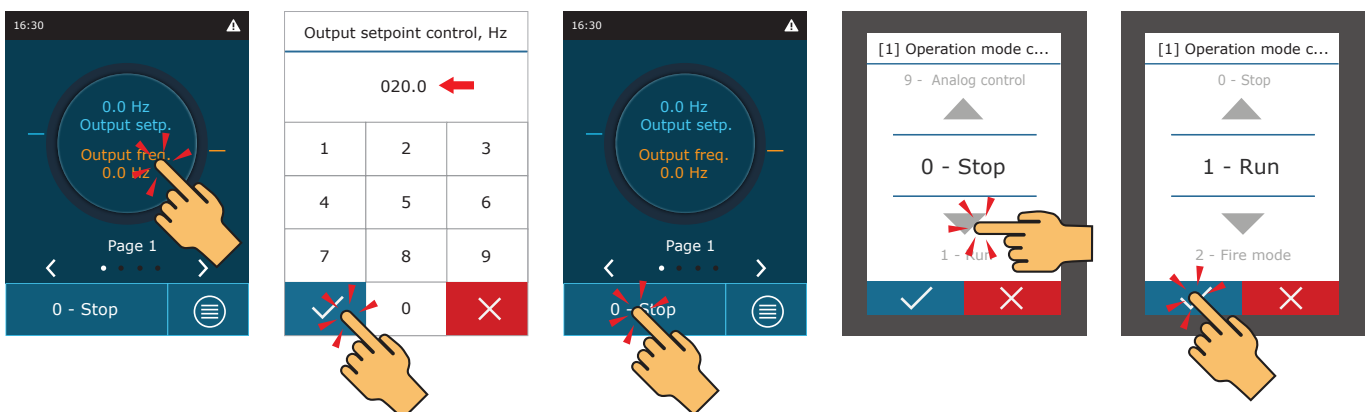 16:30
0.0 Hz
Output setp.
Output freq.
0.0 Hz
Page 1
0 - Stop
Output setpoint control, Hz
020.0
1 2 3
4 5 6
7 8 9
0
16:30
0.0 Hz
Output setp.
Output freq.
0.0 Hz
Page 1
0 - Stop
[1] Operation mode c...
9 - Analog control
0 - Stop
1 - Run
[1] Operation mode c...
0 - Stop
1 - Run
2 - Fire mode